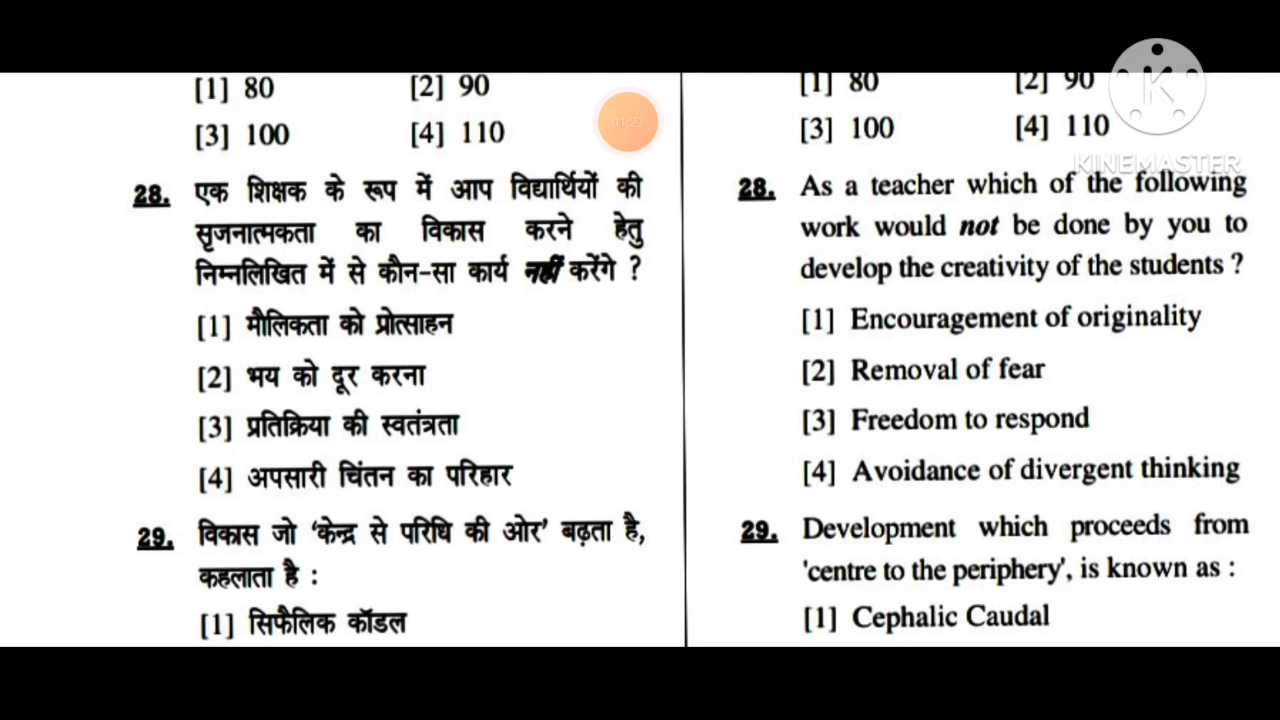 [1] 80 [2] 90
[3] 100 [4] 110
28. एक शिक्षक के रूप में आप विद्यार्थियों की
सृजनात्मकता का विकास करने हेतु
निम्नलिखित में से कौन-सा कार्य नहीं करेंगे ?
[1] मौलिकता को प्रोत्साहन
[2] भय को दूर करना
[3] प्रतिक्रिया की स्वतंत्रता
[4] अपसारी चिंतन का परिहार
29. विकास जो ‘केन्द्र से परिधि की ओर’ बढ़ता है,
कहलाता है :
[1] सिफैलिक कॉडल
01:27
[1] 80 [2] 90
[3] 100 [4] 110
28. As a teacher which of the following
work would not be done by you to
develop the creativity of the students ?
[1] Encouragement of originality
[2] Removal of fear
[3] Freedom to respond
[4] Avoidance of divergent thinking
29. Development which proceeds from
'centre to the periphery', is known as :
[1] Cephalic Caudal
K
KINEMASTER